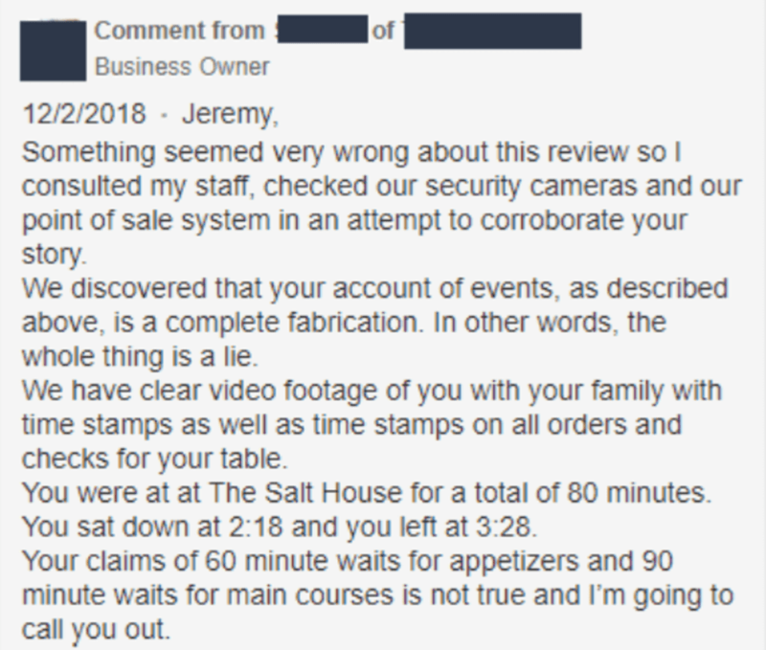 Comment from of
Business Owner
12/2/2018 - Jeremy,
Something seemed very wrong about this review so I
consulted my staff, checked our security cameras and our
point of sale system in an attempt to corroborate your
story.
We discovered that your account of events, as described
above, is a complete fabrication. In other words, the
whole thing is a lie.
We have clear video footage of you with your family with
time stamps as well as time stamps on all orders and
checks for your table.
You were at at The Salt House for a total of 80 minutes.
You sat down at 2:18 and you left at 3:28.
Your claims of 60 minute waits for appetizers and 90
minute waits for main courses is not true and I'm going to
call you out.